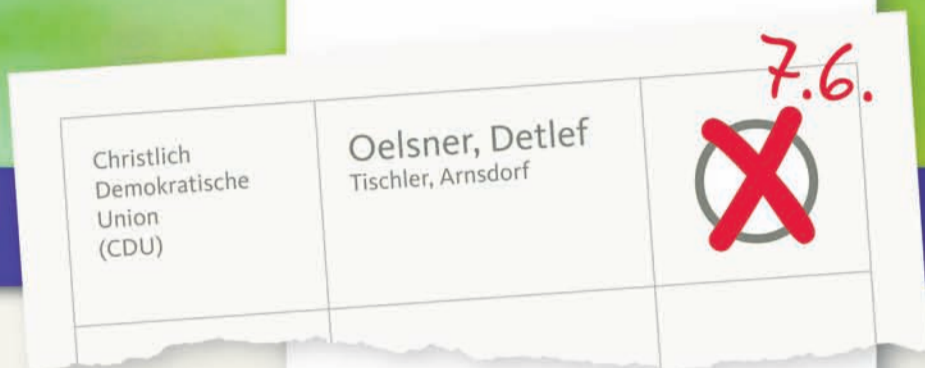 7.6.
Christlich
Demokratische
Union
(CDU)
Oelsner, Detlef
Tischler, Arnsdorf